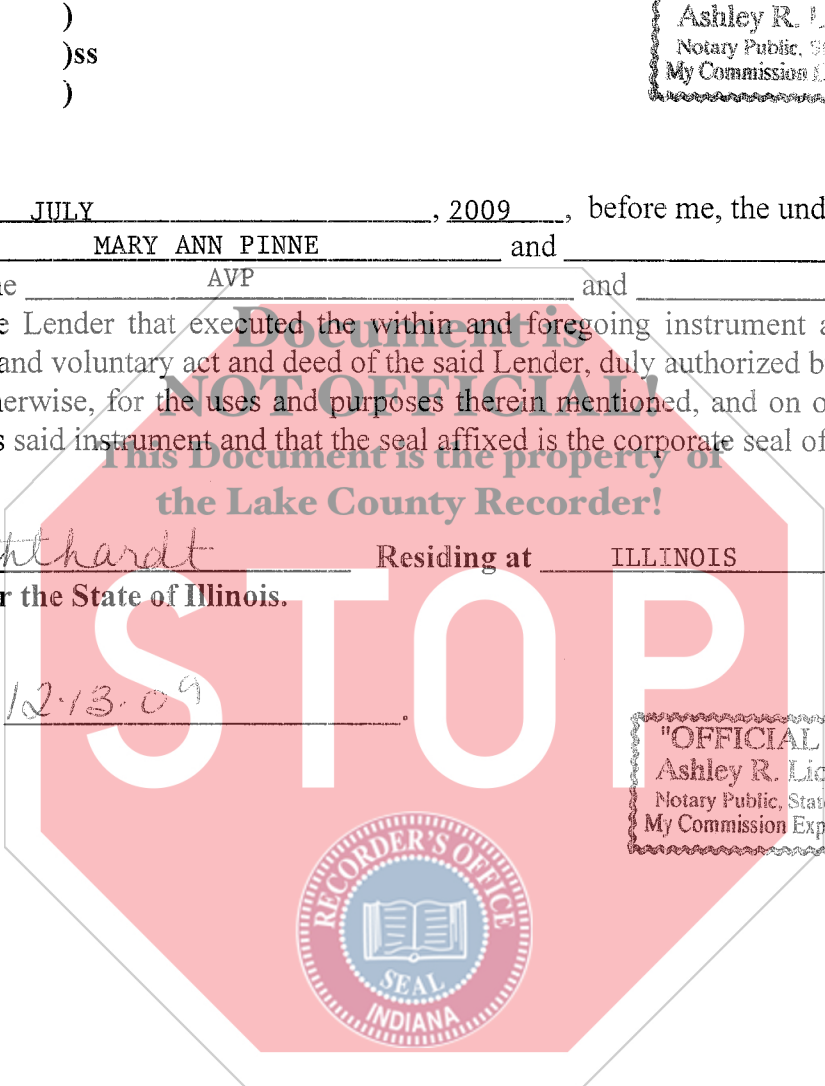 )
)ss
)
Ashley R.
Notary Public,
My Commission
JULY , 2009 , before me, the und
MARY ANN PINNE and
e AVP and
e Lender that executed the within and foregoing instrument a
and voluntary act and deed of the said Lender, duly authorized b
herwise, for the uses and purposes therein mentioned, and on o
s said instrument and that the seal affixed is the corporate seal of
Document is
NOT OFFICIAL!
This Document is the property of
the Lake County Recorder!
hthardt Residing at ILLINOIS
r the State of Illinois.
STOP
12.13.09 .
"OFFICIAL
Ashley R. Lic
Notary Public, Stat
My Commission Exp
RECORDER'S OFFICE
SEAL
INDIANA